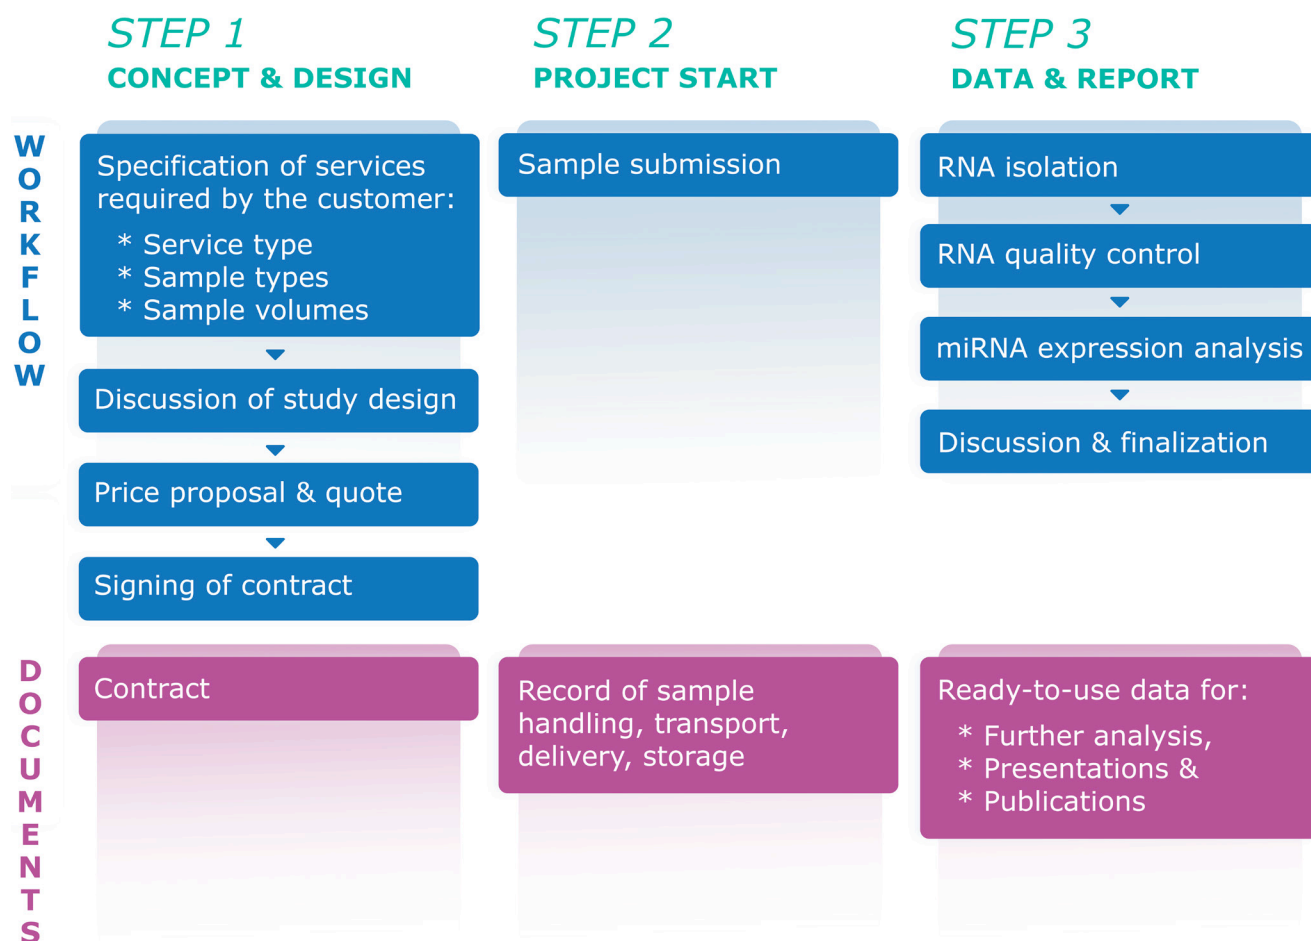 STEP 1
CONCEPT & DESIGN
STEP 2
PROJECT START
STEP 3
DATA & REPORT
WORKFLOW
Specification of services
required by the customer:
* Service type
* Sample types
* Sample volumes
Discussion of study design
Price proposal & quote
Signing of contract
Sample submission
RNA isolation
RNA quality control
miRNA expression analysis
Discussion & finalization
DOCUMENTS
Contract
Record of sample
handling, transport,
delivery, storage
Ready-to-use data for:
* Further analysis,
* Presentations &
* Publications